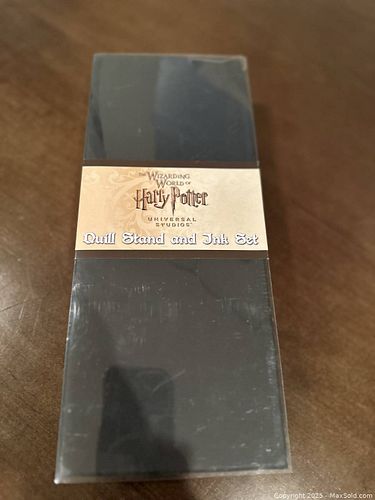 The Wizarding
World of
Harry Potter
UNIVERSAL
STUDIOS
Quill Stand and Ink Set
Copyright 2025 - MaxSold.com